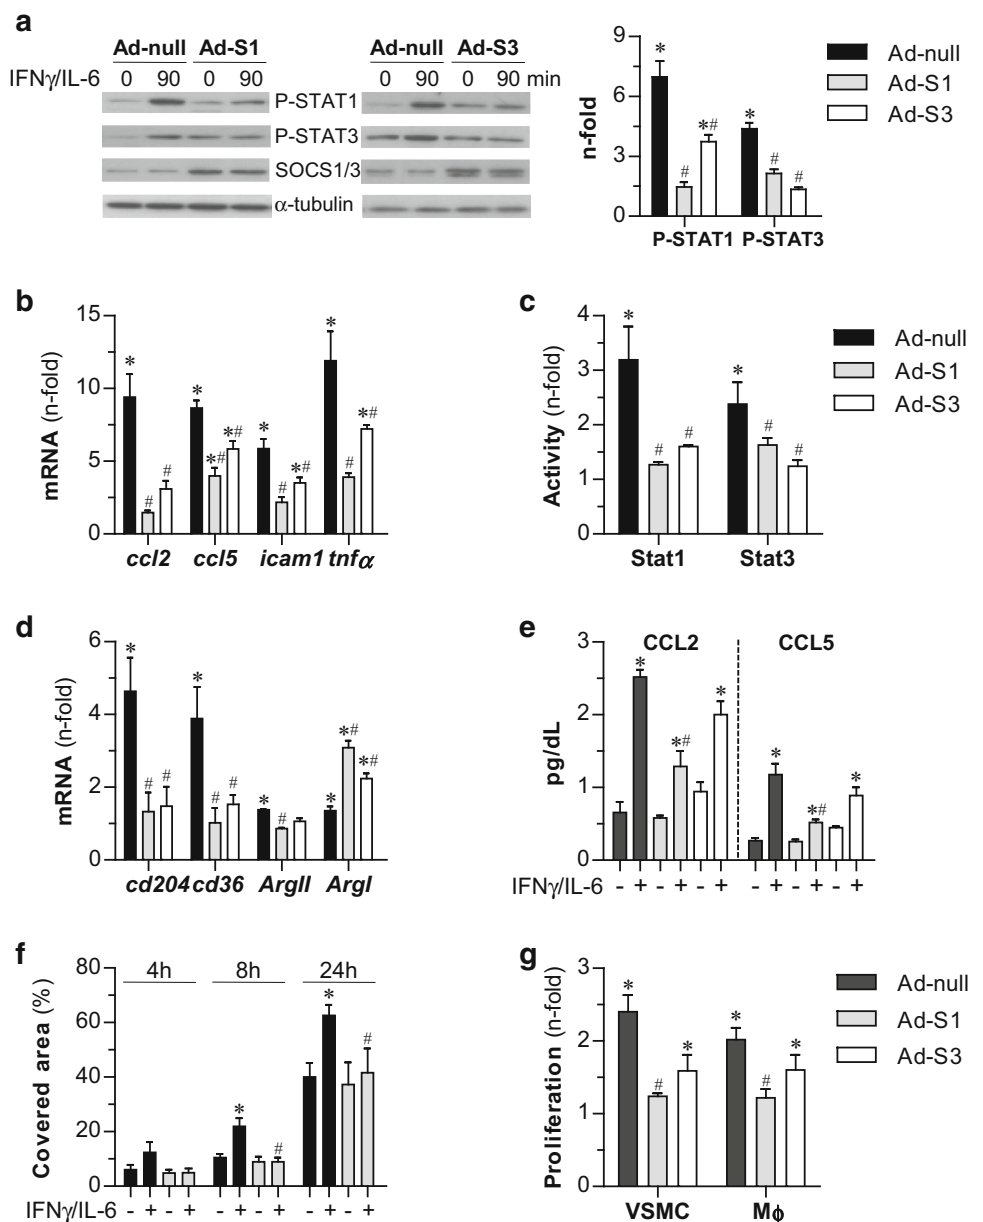 a
Ad-null Ad-S1 Ad-null Ad-S3
IFNγ/IL-6 0 90 0 90 0 90 0 90 min
P-STAT1
P-STAT3
SOCS1/3
α-tubulin
n-fold
9
6
3
0
* # *# * # #
P-STAT1 P-STAT3
Ad-null
Ad-S1
Ad-S3
b
mRNA (n-fold)
15
10
5
0
* # # * *# *# * # *# * # *#
ccl2 ccl5 icam1 tnfα
c
Activity (n-fold)
4
3
2
1
0
* # # * # #
Stat1 Stat3
Ad-null
Ad-S1
Ad-S3
d
mRNA (n-fold)
6
4
2
0
* # # * # # * # * *# *#
cd204 cd36 ArgII ArgI
e
pg/dL
3
2
1
0
CCL2 CCL5
* *# * * *# *
IFNγ/IL-6 - + - + - + - + - + - +
f
Covered area (%)
80
60
40
20
0
4h 8h 24h
* # * #
IFNγ/IL-6 - + - + - + - + - + - +
g
Proliferation (n-fold)
3
2
1
0
* # * * # *
VSMC Mϕ
Ad-null
Ad-S1
Ad-S3